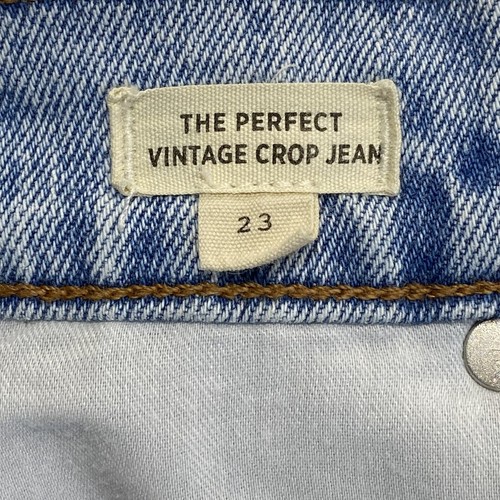 THE PERFECT
VINTAGE CROP JEAN
23